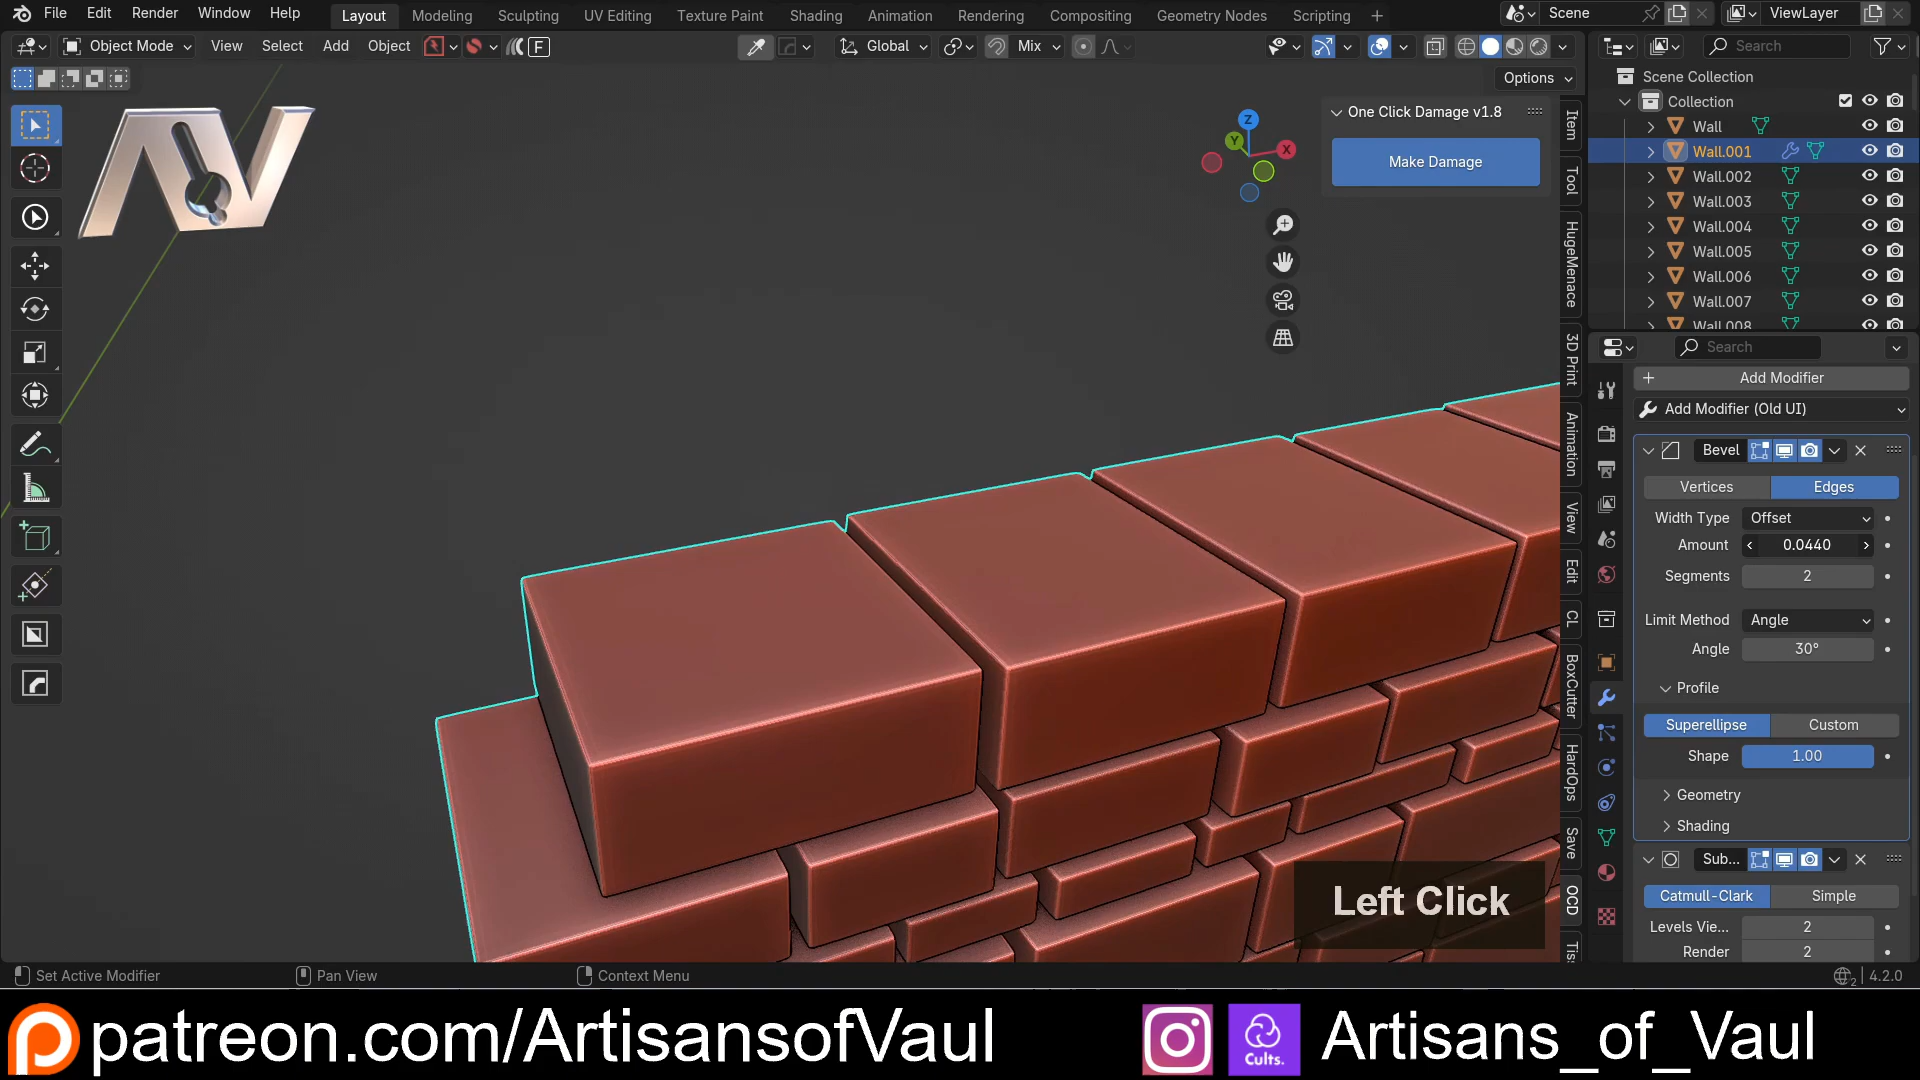 File Edit Render Window Help Layout Modeling Sculpting UV Editing Texture Paint Shading Animation Rendering Compositing Geometry Nodes Scripting + Scene ViewLayer
Object Mode View Select Add Object F Global Mix Search
Options
Scene Collection
Collection
Wall
Wall.001
Wall.002
Wall.003
Wall.004
Wall.005
Wall.006
Wall.007
Wall.008
One Click Damage v1.8
Make Damage
Z
Y
X
Item
Tool
HugeMenace
3D Print
Animation
View
Edit
CL
BoxCutter
HardOps
Save
OCD
Tis
Search
Add Modifier
Add Modifier (Old UI)
Bevel
Vertices Edges
Width Type Offset
Amount 0.0440
Segments 2
Limit Method Angle
Angle 30°
Profile
Superellipse Custom
Shape 1.00
Geometry
Shading
Sub...
Catmull-Clark Simple
Levels Vie... 2
Render 2
Left Click
Set Active Modifier Pan View Context Menu 2 4.2.0
patreon.com/ArtisansofVaul Cults. Artisans_of_Vaul